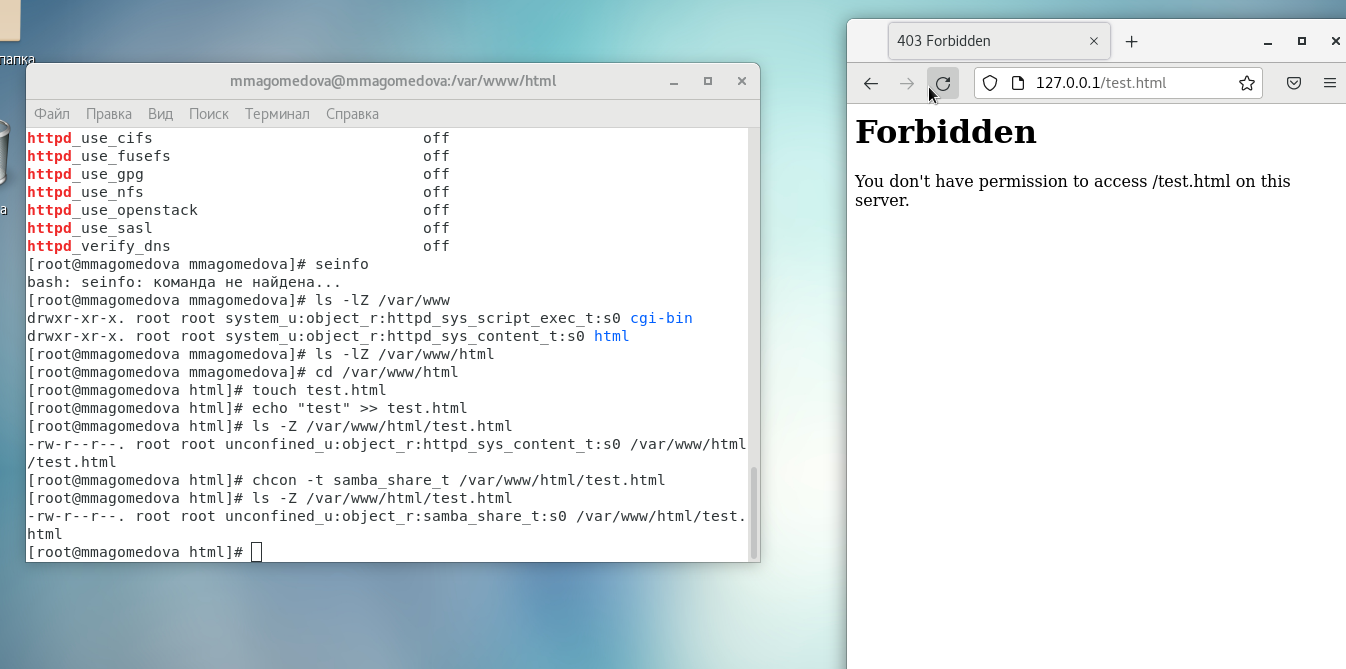 папка
а
mmagomedova@mmagomedova:/var/www/html
Файл Правка Вид Поиск Терминал Справка
httpd_use_cifs off
httpd_use_fusefs off
httpd_use_gpg off
httpd_use_nfs off
httpd_use_openstack off
httpd_use_sasl off
httpd_verify_dns off
[root@mmagomedova mmagomedova]# seinfo
bash: seinfo: команда не найдена...
[root@mmagomedova mmagomedova]# ls -lZ /var/www
drwxr-xr-x. root root system_u:object_r:httpd_sys_script_exec_t:s0 cgi-bin
drwxr-xr-x. root root system_u:object_r:httpd_sys_content_t:s0 html
[root@mmagomedova mmagomedova]# ls -lZ /var/www/html
[root@mmagomedova mmagomedova]# cd /var/www/html
[root@mmagomedova html]# touch test.html
[root@mmagomedova html]# echo "test" >> test.html
[root@mmagomedova html]# ls -Z /var/www/html/test.html
-rw-r--r--. root root unconfined_u:object_r:httpd_sys_content_t:s0 /var/www/html
/test.html
[root@mmagomedova html]# chcon -t samba_share_t /var/www/html/test.html
[root@mmagomedova html]# ls -Z /var/www/html/test.html
-rw-r--r--. root root unconfined_u:object_r:samba_share_t:s0 /var/www/html/test.
html
[root@mmagomedova html]#
403 Forbidden
127.0.0.1/test.html
Forbidden
You don't have permission to access /test.html on this
server.